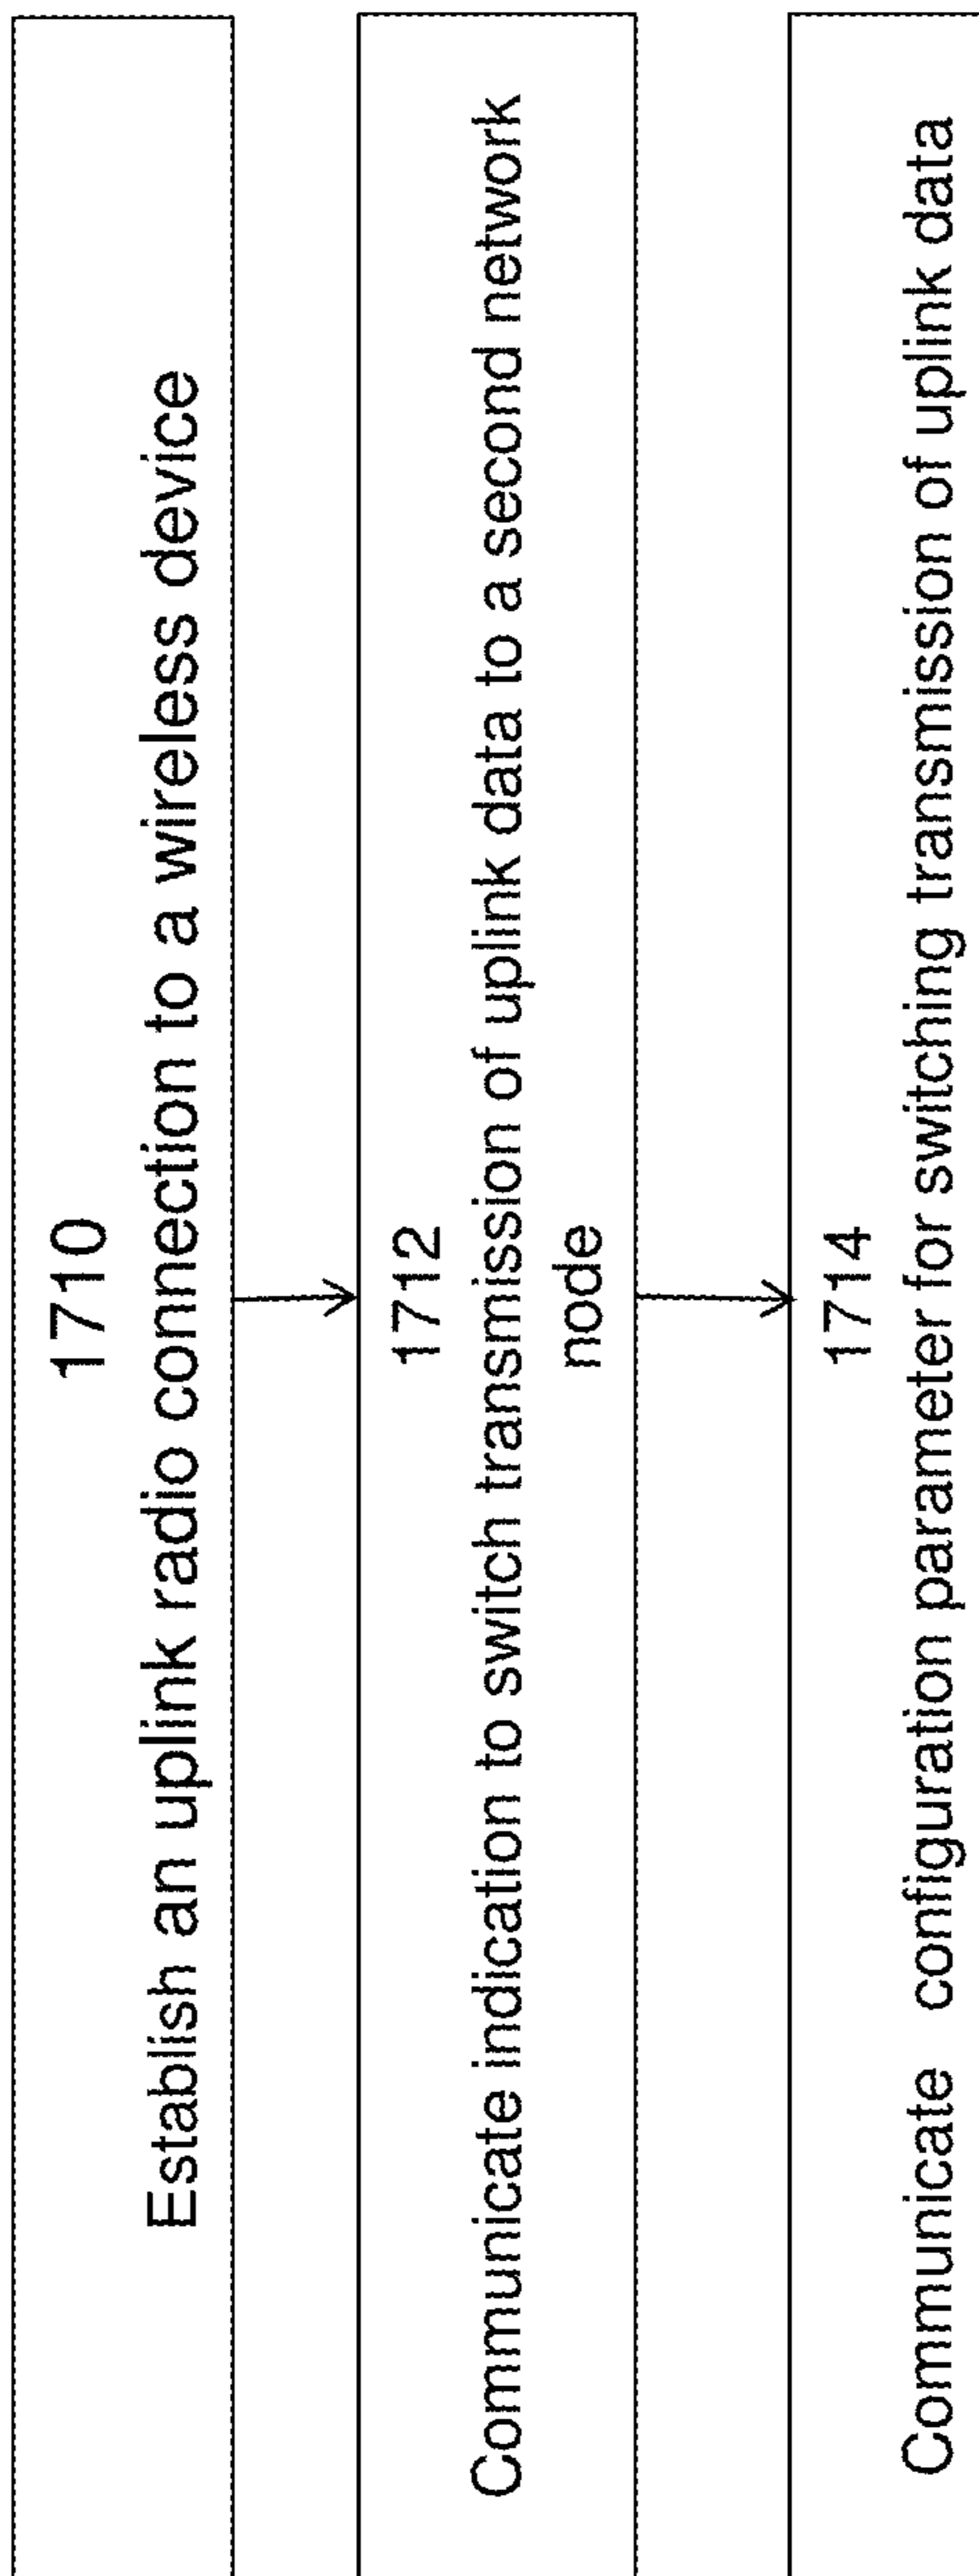 1710
Establish an uplink radio connection to a wireless device
1712
Communicate indication to switch transmission of uplink data to a second network
node
1714
Communicate configuration parameter for switching transmission of uplink data